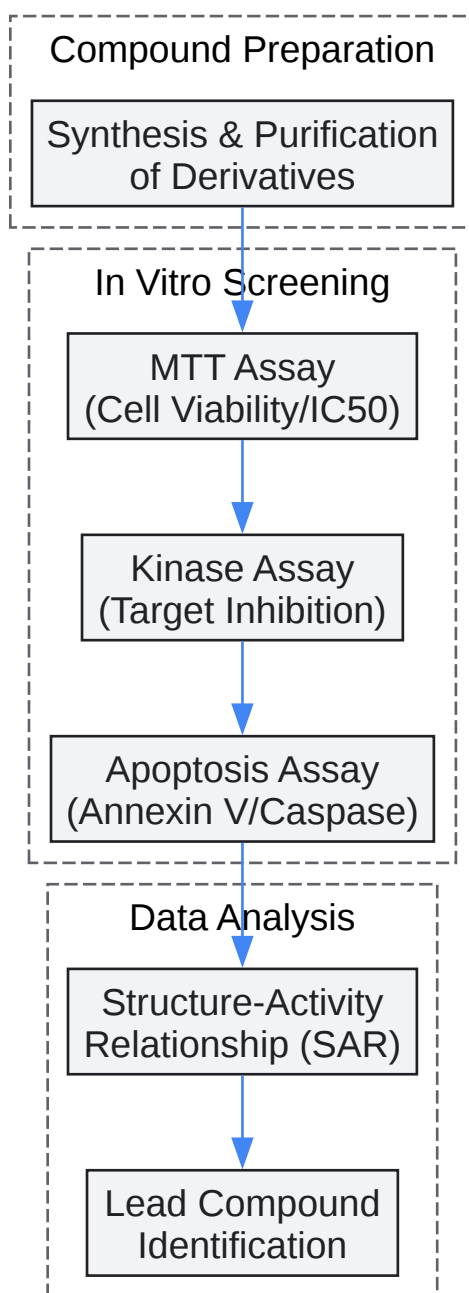 Compound Preparation
Synthesis & Purification
of Derivatives
In Vitro Screening
MTT Assay
(Cell Viability/IC50)
Kinase Assay
(Target Inhibition)
Apoptosis Assay
(Annexin V/Caspase)
Data Analysis
Structure-Activity
Relationship (SAR)
Lead Compound
Identification